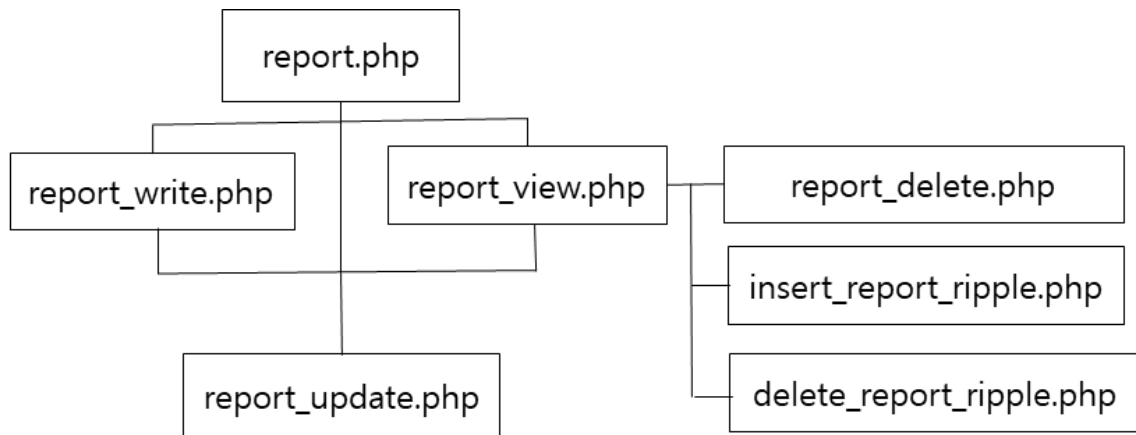 report.php
report_write.php
report_view.php
report_delete.php
insert_report_ripple.php
report_update.php
delete_report_ripple.php